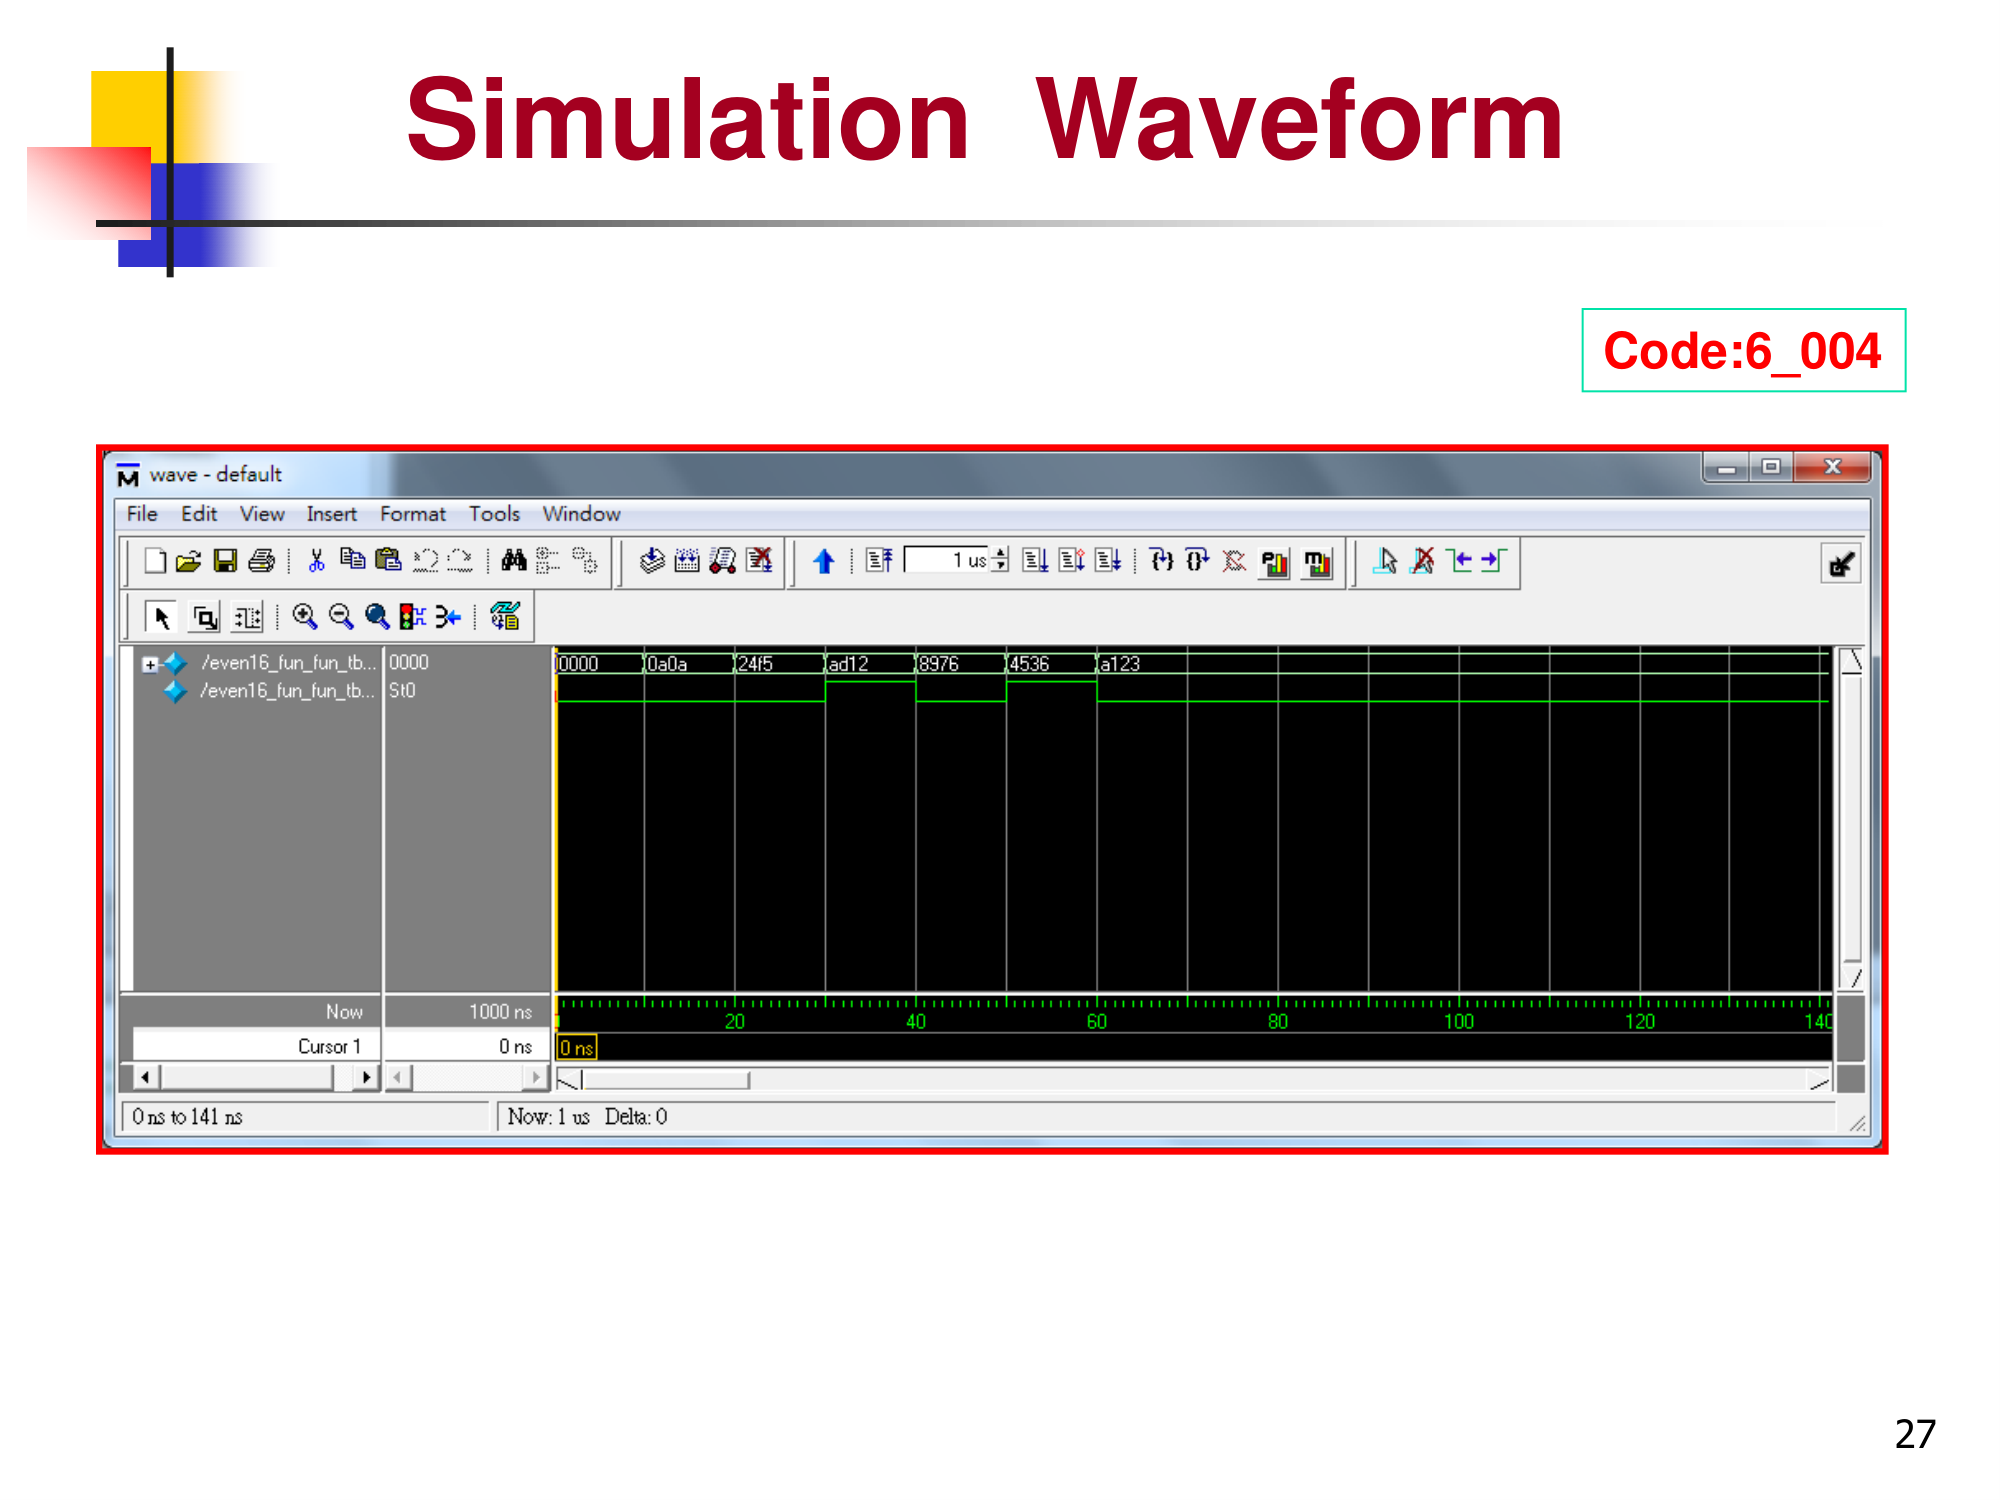 Simulation Waveform
Code:6_004
wave - default
File Edit View Insert Format Tools Window
1 us
/even16_fun_fun_tb... 0000 0000 0a0a 24f5 ad12 8976 4536 a123
/even16_fun_fun_tb... St0
Now 1000 ns 20 40 60 80 100 120 140
Cursor 1 0 ns 0 ns
0 ns to 141 ns Now: 1 us Delta: 0
27